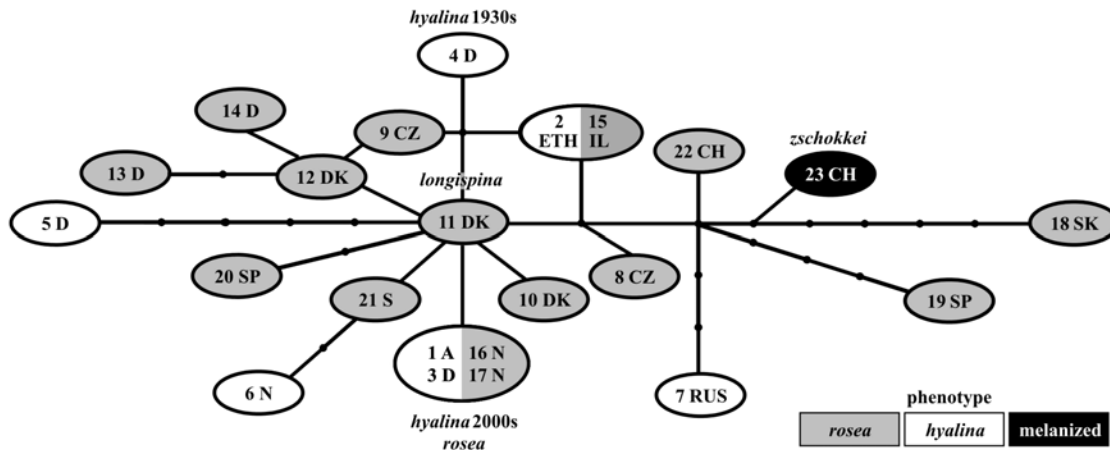 hyalina 1930s
4 D
14 D
9 CZ
2 15
ETH IL
22 CH
zschokkei
23 CH
13 D
12 DK
longispina
5 D
11 DK
18 SK
20 SP
21 S
10 DK
8 CZ
19 SP
1 A 16 N
3 D 17 N
6 N
7 RUS
hyalina 2000s
rosea
phenotype
rosea hyalina melanized